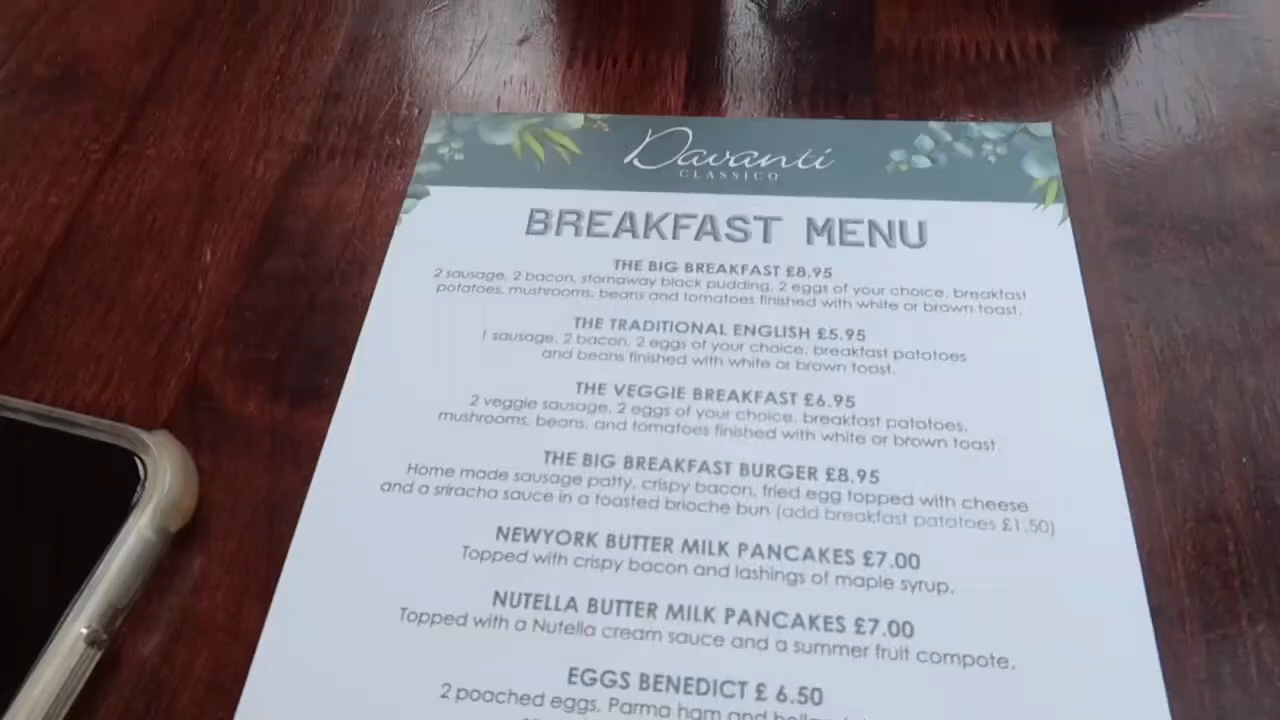 Davanti
CLASSICO
BREAKFAST MENU
THE BIG BREAKFAST £8.95
2 sausage, 2 bacon, stornaway black pudding, 2 eggs of your choice, breakfast
potatoes, mushrooms, beans and tomatoes finished with white or brown toast.
THE TRADITIONAL ENGLISH £5.95
1 sausage, 2 bacon, 2 eggs of your choice, breakfast patatoes
and beans finished with white or brown toast.
THE VEGGIE BREAKFAST £6.95
2 veggie sausage, 2 eggs of your choice, breakfast patatoes,
mushrooms, beans, and tomatoes finished with white or brown toast.
THE BIG BREAKFAST BURGER £8.95
Home made sausage patty, crispy bacon, fried egg topped with cheese
and a sriracha sauce in a toasted brioche bun (add breakfast patatoes £1.50)
NEWYORK BUTTER MILK PANCAKES £7.00
Topped with crispy bacon and lashings of maple syrup.
NUTELLA BUTTER MILK PANCAKES £7.00
Topped with a Nutella cream sauce and a summer fruit compote.
EGGS BENEDICT £ 6.50
2 poached eggs, Parma ham and